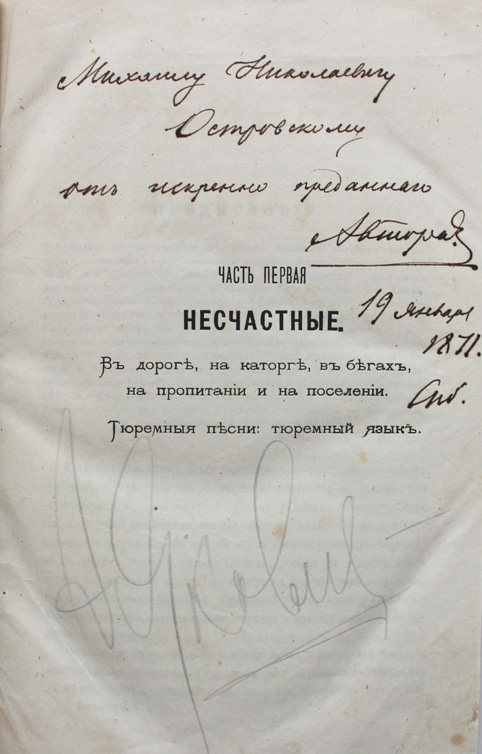 Михаилу Николаевичу
Островскому
отъ искренно преданнаго
Автора.
ЧАСТЬ ПЕРВАЯ
НЕСЧАСТНЫЕ.
19 января
1871.
Спб.
Въ дорогѣ, на каторгѣ, въ бѣгахъ,
на пропитаніи и на поселеніи.
Тюремныя пѣсни: тюремный языкъ.